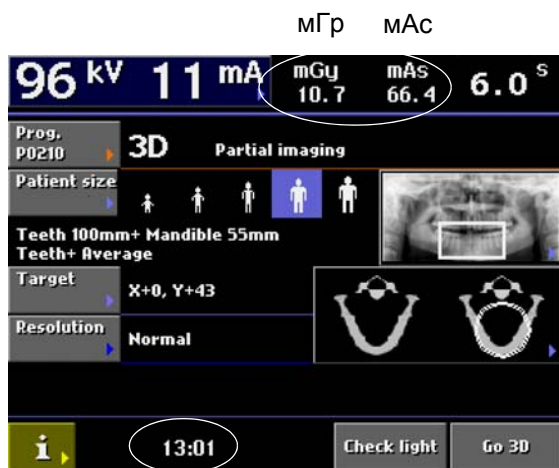 мГр мАс
96 kV 11 mA mGy 10.7 mAs 66.4 6.0 s
Prog. P0210 3D Partial imaging
Patient size
Teeth 100mm+ Mandible 55mm
Teeth+ Average
Target X+0, Y+43
Resolution Normal
i 13:01 Check light Go 3D